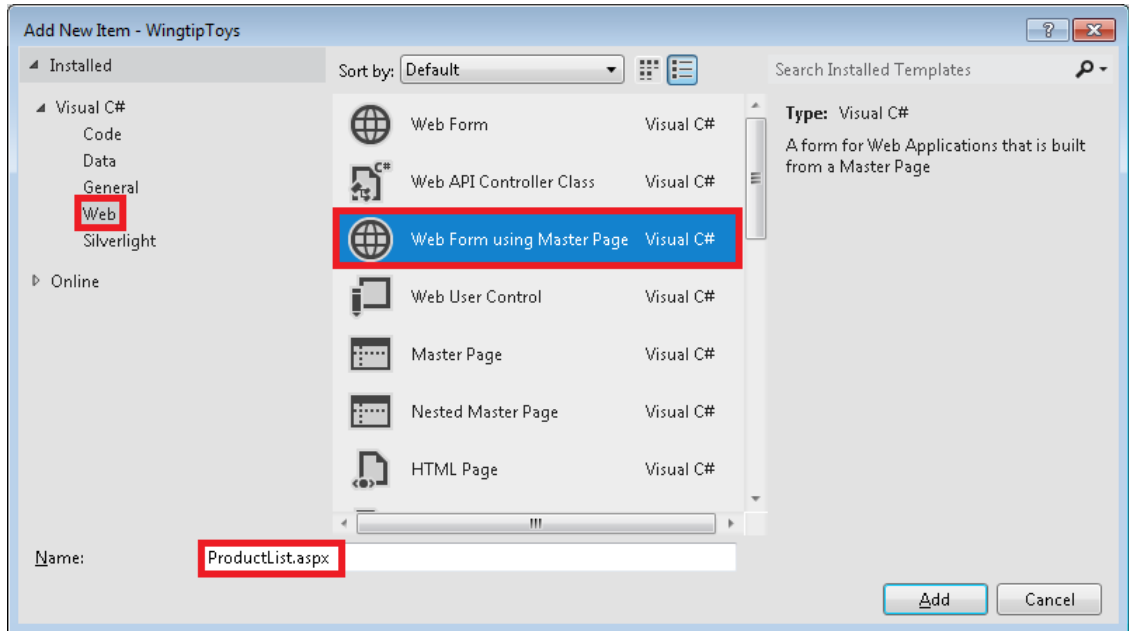 Add New Item - WingtipToys
Installed
Sort by: Default
Search Installed Templates
Visual C#
Code
Data
General
Web
Silverlight
Online
Web Form Visual C#
C#
Web API Controller Class Visual C#
Web Form using Master Page Visual C#
Web User Control Visual C#
Master Page Visual C#
Nested Master Page Visual C#
HTML Page Visual C#
Type: Visual C#
A form for Web Applications that is built
from a Master Page
Name: ProductList.aspx
Add Cancel